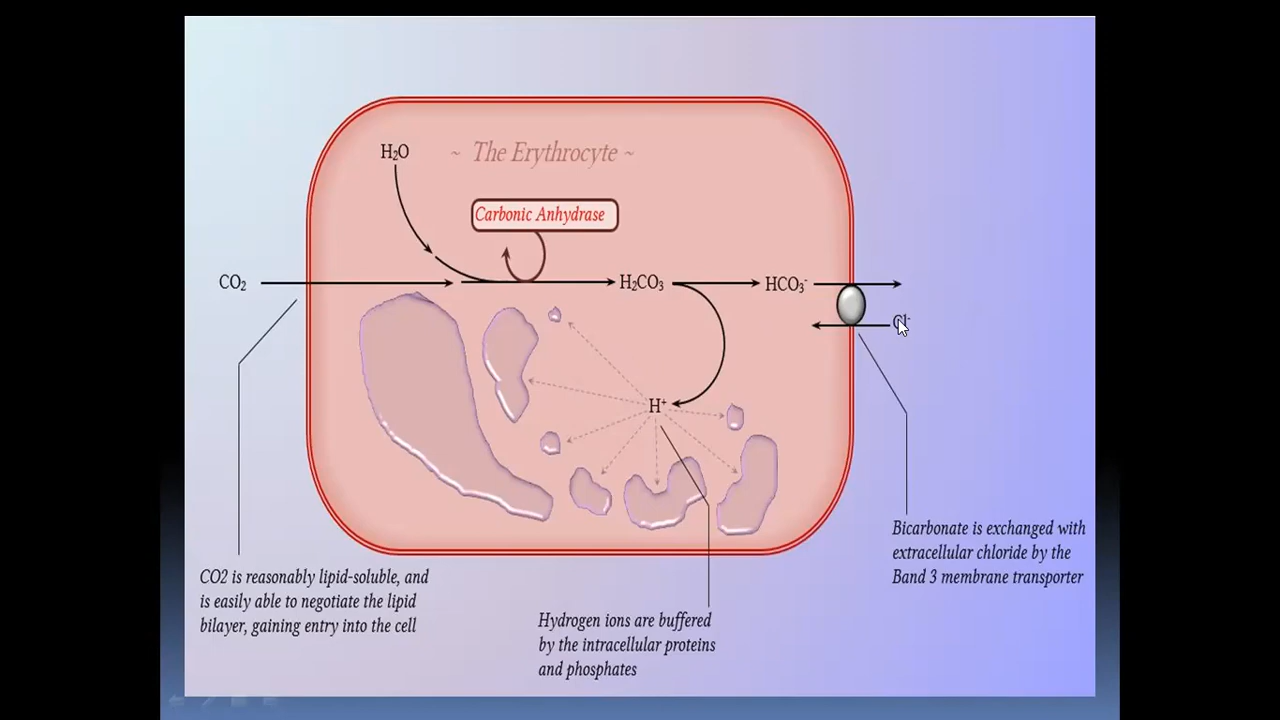 H₂O
~ The Erythrocyte ~
Carbonic Anhydrase
CO₂
H₂CO₃
HCO₃⁻
Cl⁻
H⁺
Bicarbonate is exchanged with
extracellular chloride by the
Band 3 membrane transporter
CO2 is reasonably lipid-soluble, and
is easily able to negotiate the lipid
bilayer, gaining entry into the cell
Hydrogen ions are buffered
by the intracellular proteins
and phosphates